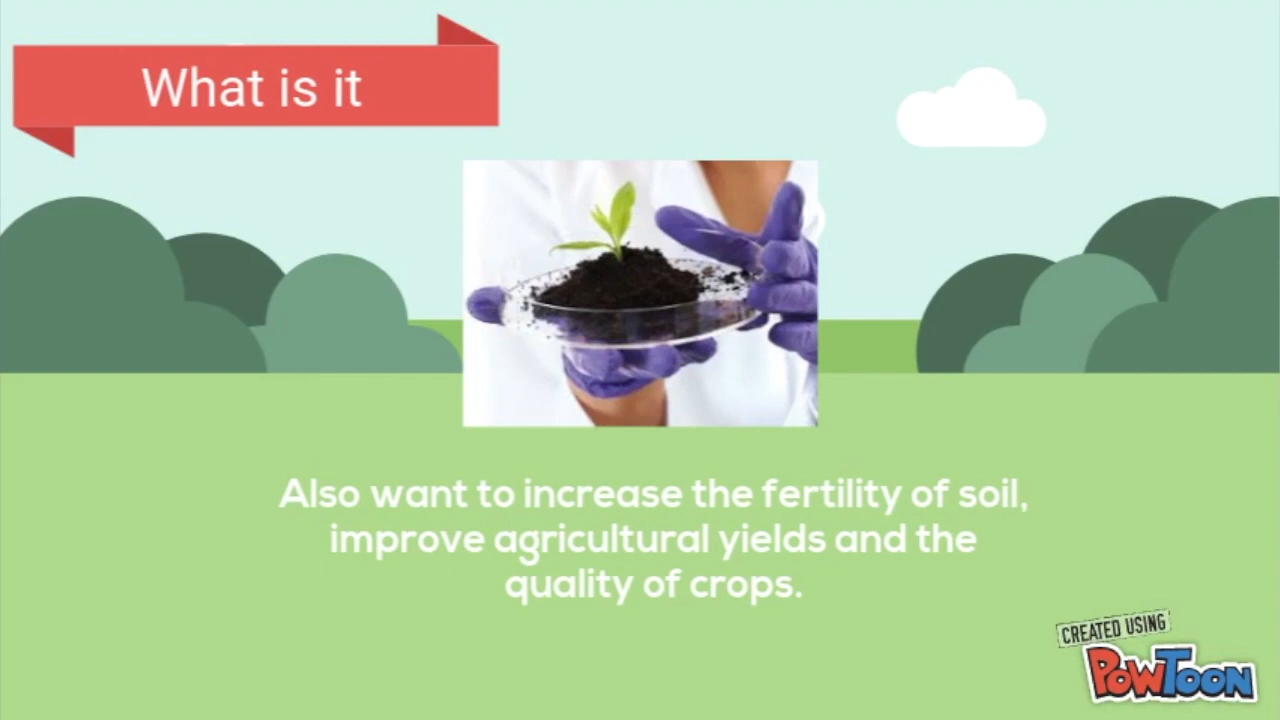 What is it
Also want to increase the fertility of soil,
improve agricultural yields and the
quality of crops.
CREATED USING
POWTOON